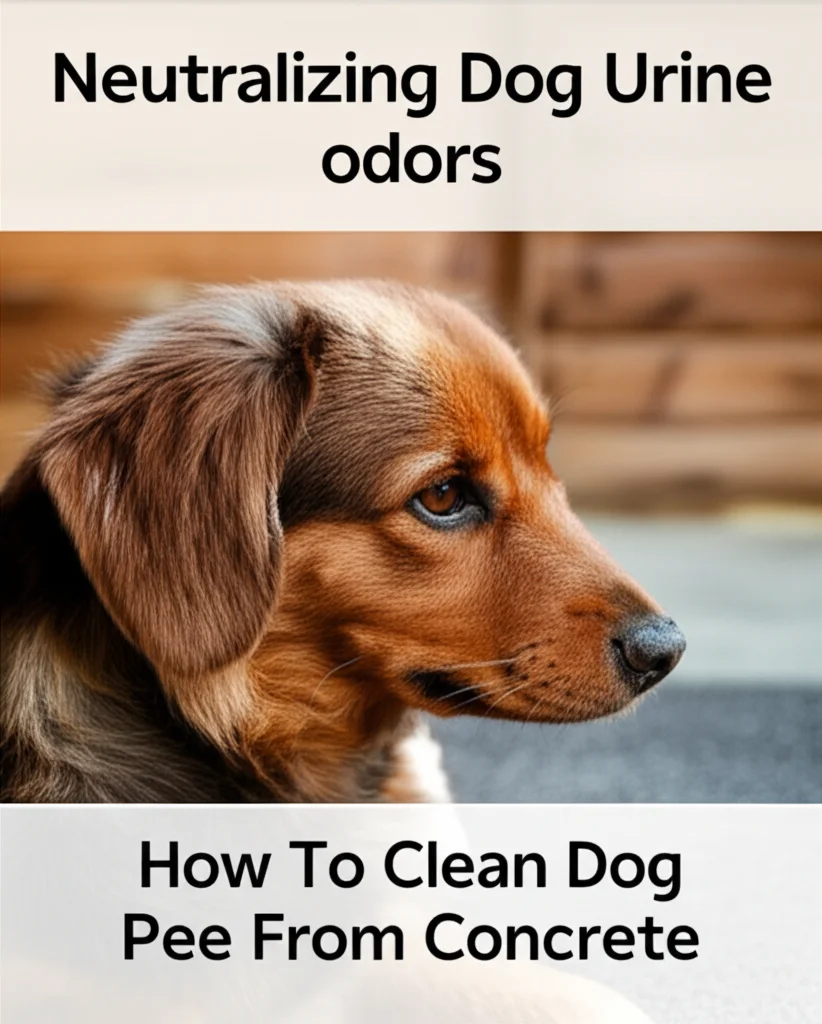 Neutralizing Dog Urine
odors
How To Clean Dog
Pee From Concrete